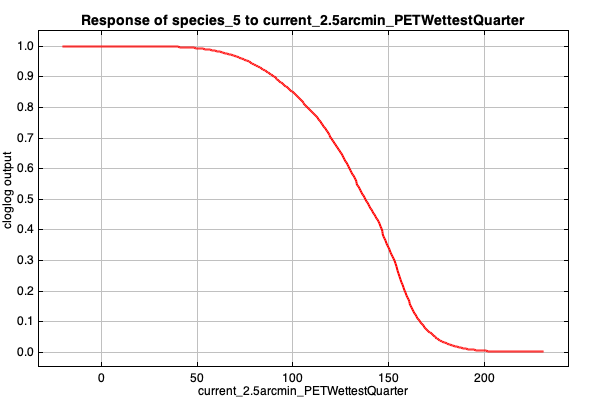 Response of species_5 to current_2.5arcmin_PETWettestQuarter
1.0
0.9
0.8
0.7
0.6
0.5
0.4
0.3
0.2
0.1
0.0
cloglog output
0 50 100 150 200
current_2.5arcmin_PETWettestQuarter